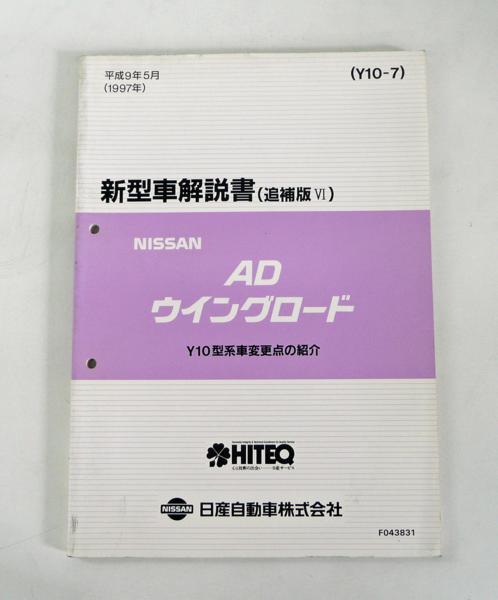 平成9年5月
(1997年)
(Y10-7)
新型車解説書(追補版Ⅵ)
NISSAN
AD
ウイングロード
Y10型系車変更点の紹介
HITEQ
NISSAN
日産自動車株式会社
F043831